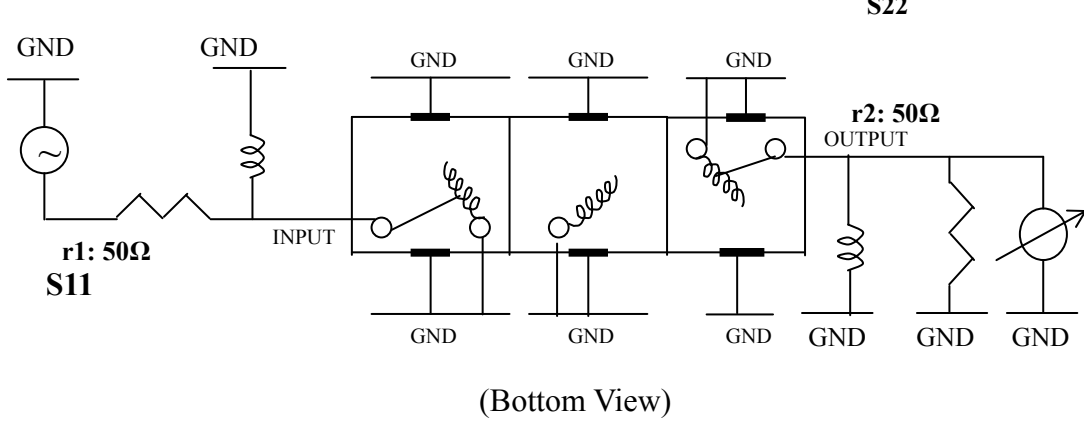 S22
GND
GND
GND
GND
GND
r2: 50Ω
OUTPUT
INPUT
r1: 50Ω
S11
GND
GND
GND
GND
GND
GND
(Bottom View)